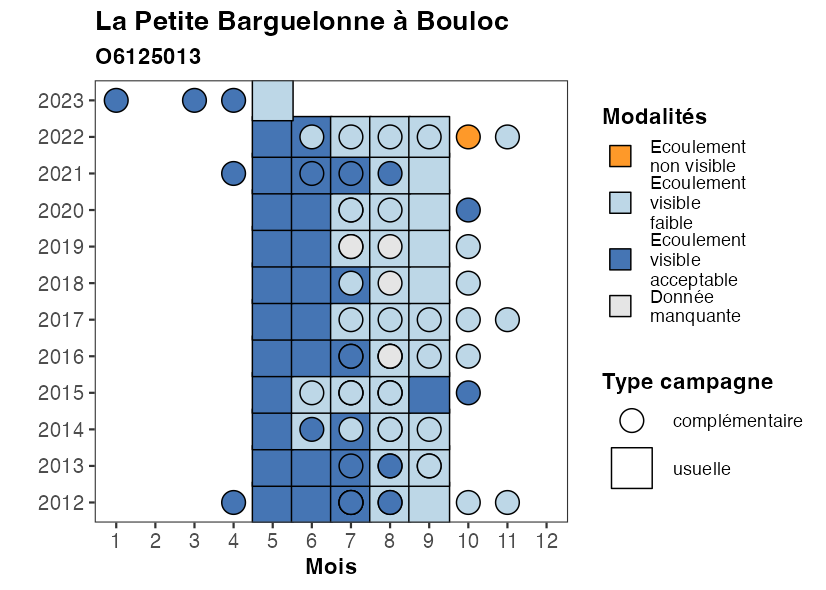 La Petite Barguelonne à Bouloc
O6125013
2023
2022
2021
2020
2019
2018
2017
2016
2015
2014
2013
2012
1 2 3 4 5 6 7 8 9 10 11 12
Mois
Modalités
Ecoulement
non visible
Ecoulement
visible
faible
Ecoulement
visible
acceptable
Donnée
manquante
Type campagne
complémentaire
usuelle